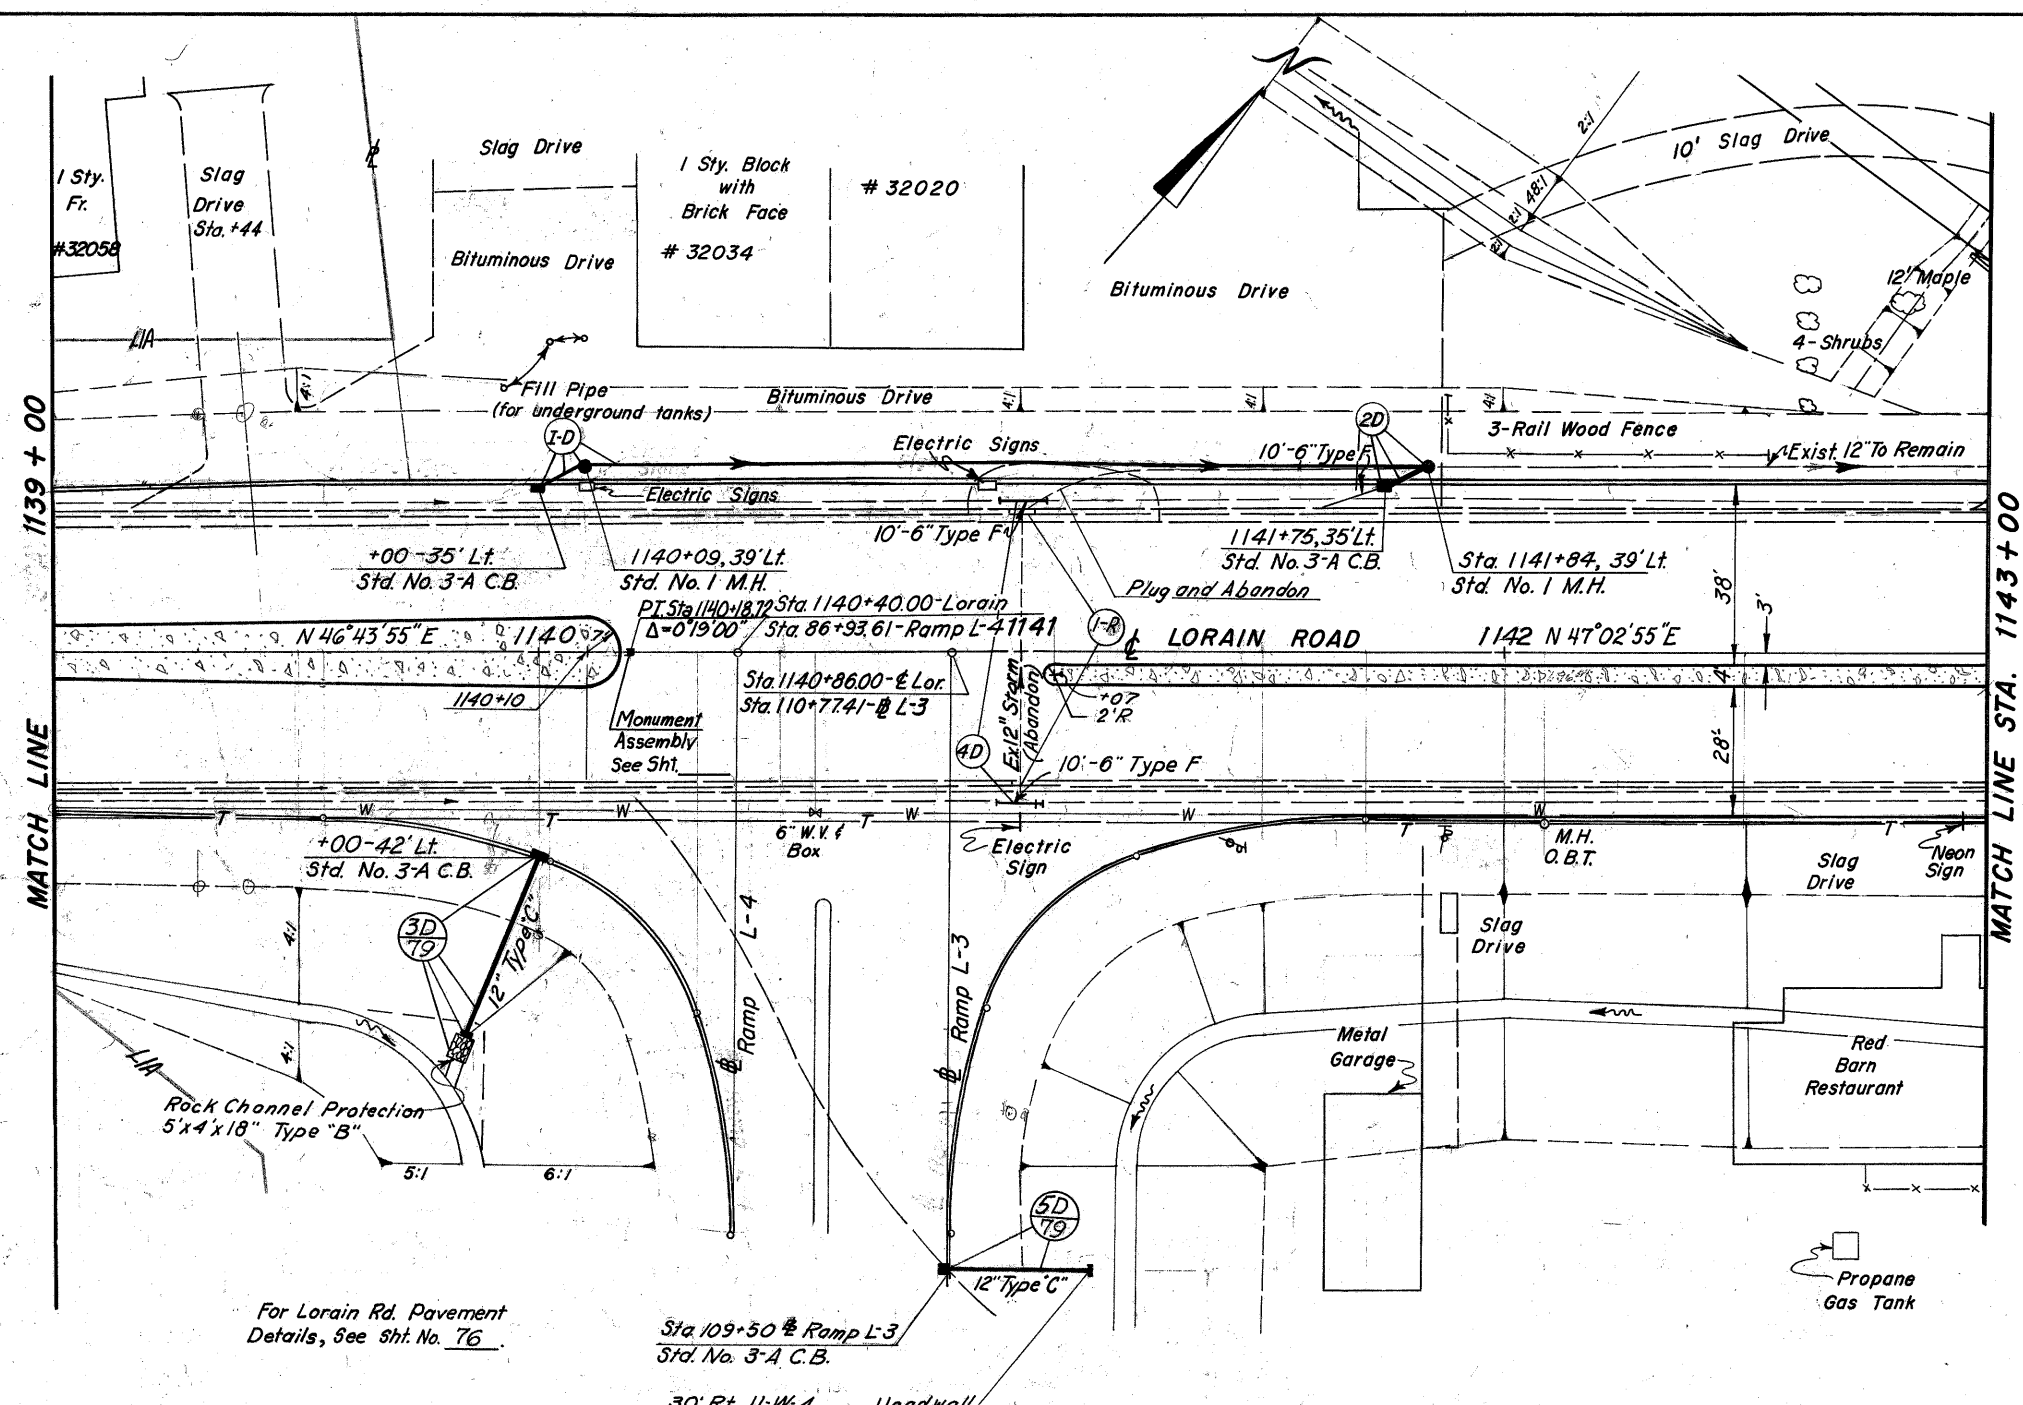 1 Sty.
Fr.
#32058
Slag
Drive
Sta. +44
Slag Drive
Bituminous Drive
1 Sty. Block
with
Brick Face
# 32034
# 32020
Bituminous Drive
2:1
48:1
2:1
2:1
10' Slag Drive
12" Maple
4-Shrubs
L/A
4:1
Fill Pipe
(for underground tanks)
Bituminous Drive
4:1
4:1
4:1
1-D
2D
Electric Signs
10'-6" Type F
3-Rail Wood Fence
Exist. 12" To Remain
Electric Signs
10'-6" Type F
+00-35' Lt.
Std. No. 3-A C.B.
1140+09, 39' Lt.
Std. No. 1 M.H.
1141+75, 35' Lt.
Std. No. 3-A C.B.
Sta. 1141+84, 39' Lt.
Std. No. 1 M.H.
Plug and Abandon
38'
3'
4'
28'
P.I. Sta. 1140+18.72
Δ=0°19'00"
Sta. 1140+40.00-Lorain
Sta. 86+93.61-Ramp L-4
N 46°43'55" E
1140
1141
1-R
℄ LORAIN ROAD
1142 N 47°02'55" E
1140+10
Sta. 1140+86.00-℄ Lor.
Sta. 110+77.41-B L-3
Ex 12" Storm
(Abandon)
+07
2'R
Monument
Assembly
See Sht.
4D
10'-6" Type F
MATCH LINE 1139+00
MATCH LINE STA. 1143+00
T W T W T W W T W T T
6" W.V. &
Box
Electric
Sign
M.H.
O.B.T.
Neon
Sign
Slag
Drive
+00-42' Lt.
Std. No. 3-A C.B.
3D
79
12" Type "C"
4:1
4:1
L/A
B Ramp L-4
B Ramp L-3
Slag
Drive
Metal
Garage
Red
Barn
Restaurant
Rock Channel Protection
5'x4'x18" Type "B"
5:1
6:1
5D
79
12" Type "C"
Propane
Gas Tank
For Lorain Rd. Pavement
Details, See Sht. No. 76.
Sta. 109+50 B Ramp L-3
Std. No. 3-A C.B.
30' Rt. H-W-4 Headwall